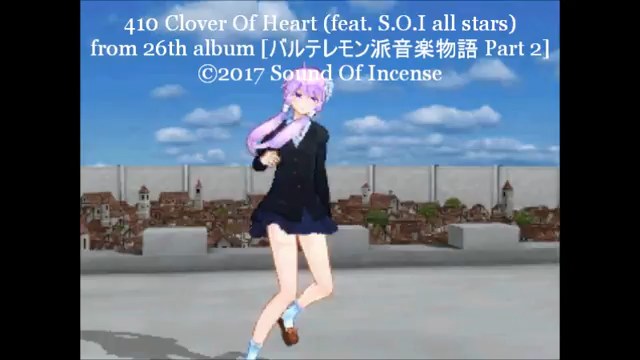 410 Clover Of Heart (feat. S.O.I all stars)
from 26th album [バルテレモン派音楽物語 Part 2]
©2017 Sound Of Incense